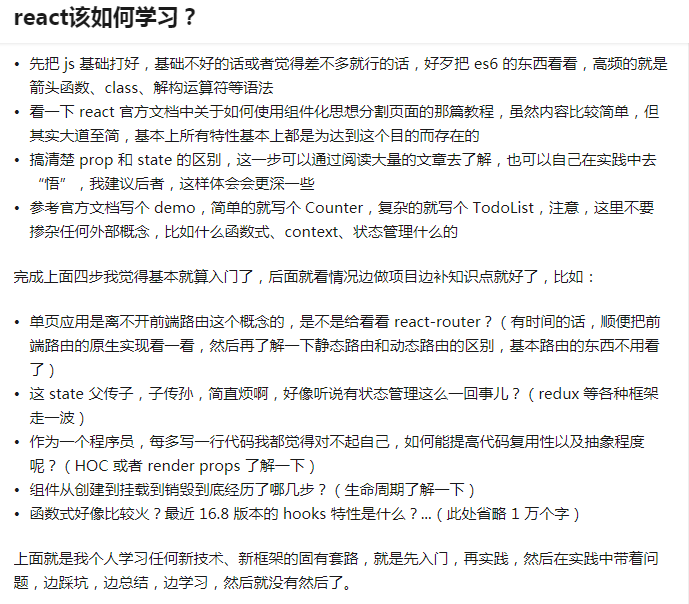 react该如何学习？
• 先把 js 基础打好，基础不好的话或者觉得差不多就行的话，好歹把 es6 的东西看看，高频的就是
箭头函数、class、解构运算符等语法
• 看一下 react 官方文档中关于如何使用组件化思想分割页面的那篇教程，虽然内容比较简单，但
其实大道至简，基本上所有特性基本上都是为达到这个目的而存在的
• 搞清楚 prop 和 state 的区别，这一步可以通过阅读大量的文章去了解，也可以自己在实践中去
“悟”，我建议后者，这样体会会更深一些
• 参考官方文档写个 demo，简单的就写个 Counter，复杂的就写个 TodoList，注意，这里不要
掺杂任何外部概念，比如什么函数式、context、状态管理什么的
完成上面四步我觉得基本就算入门了，后面就看情况边做项目边补知识点就好了，比如：
• 单页应用是离不开前端路由这个概念的，是不是给看看 react-router？（有时间的话，顺便把前
端路由的原生实现看一看，然后再了解一下静态路由和动态路由的区别，基本路由的东西不用看
了）
• 这 state 父传子，子传孙，简直烦啊，好像听说有状态管理这么一回事儿？（redux 等各种框架
走一波）
• 作为一个程序员，每多写一行代码我都觉得对不起自己，如何能提高代码复用性以及抽象程度
呢？（HOC 或者 render props 了解一下）
• 组件从创建到挂载到销毁到底经历了哪几步？（生命周期了解一下）
• 函数式好像比较火？最近 16.8 版本的 hooks 特性是什么？...（此处省略 1 万个字）
上面就是我个人学习任何新技术、新框架的固有套路，就是先入门，再实践，然后在实践中带着问
题，边踩坑，边总结，边学习，然后就没有然后了。